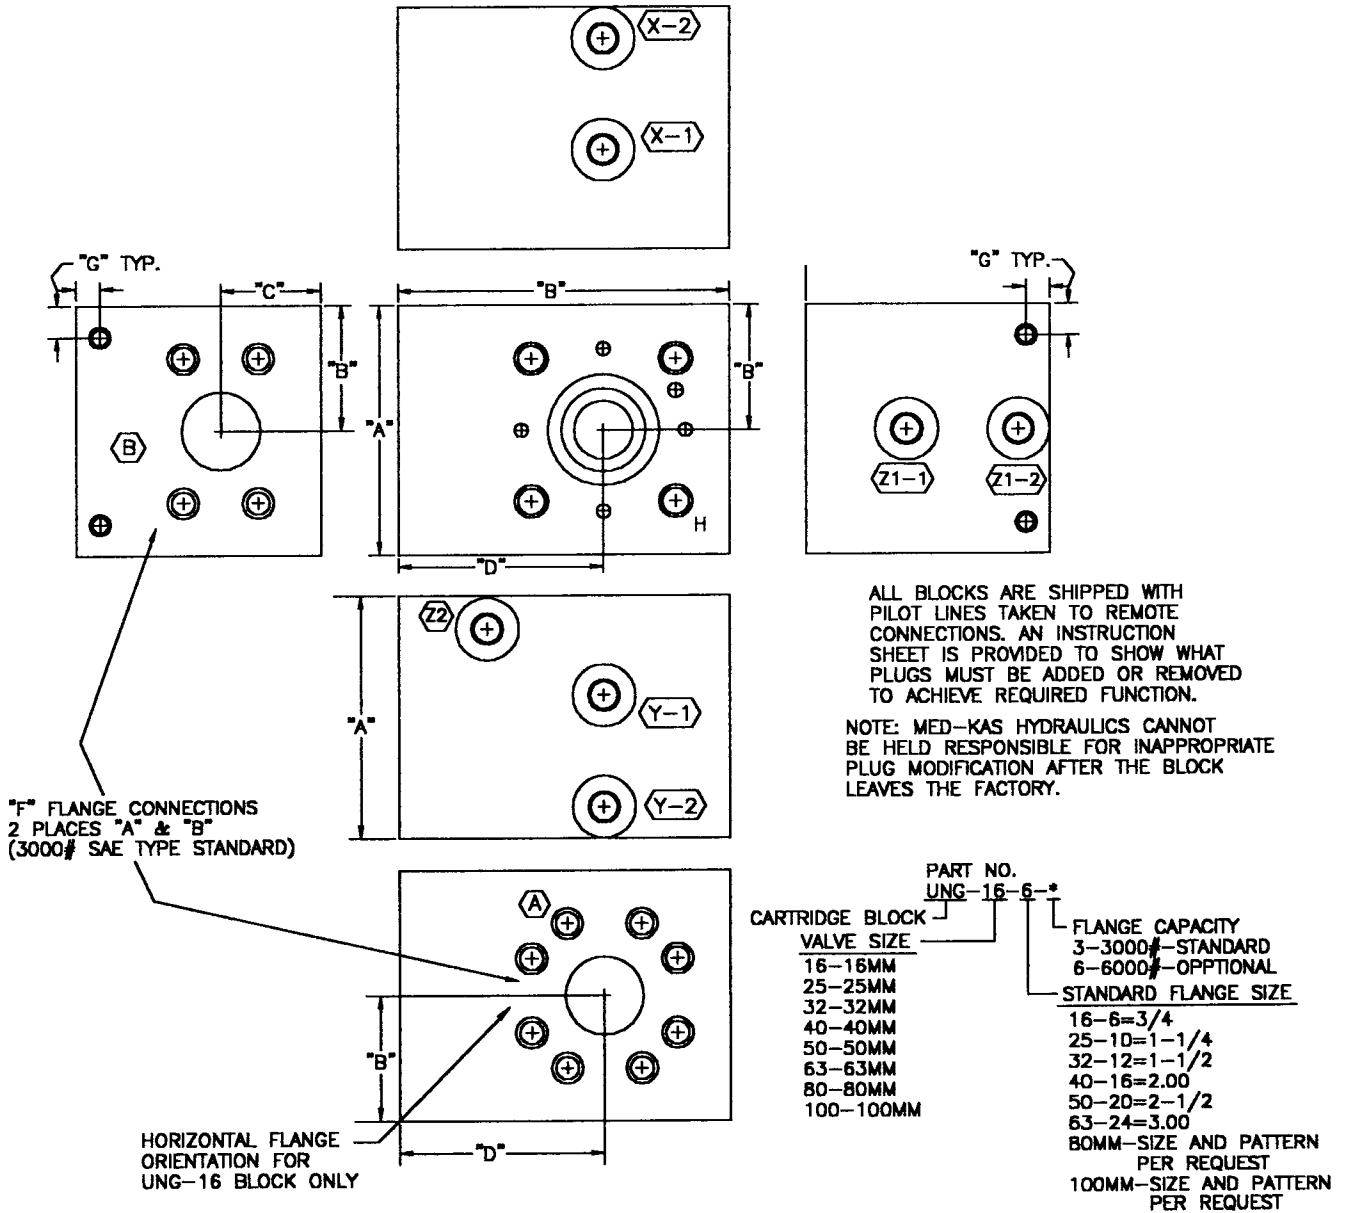 X-2
X-1
"G" TYP.
"C"
"B"
B
"B"
"A"
"B"
H
"D"
"G" TYP.
Z1-1
Z1-2
Z2
Y-1
"A"
Y-2
ALL BLOCKS ARE SHIPPED WITH
PILOT LINES TAKEN TO REMOTE
CONNECTIONS. AN INSTRUCTION
SHEET IS PROVIDED TO SHOW WHAT
PLUGS MUST BE ADDED OR REMOVED
TO ACHIEVE REQUIRED FUNCTION.
NOTE: MED-KAS HYDRAULICS CANNOT
BE HELD RESPONSIBLE FOR INAPPROPRIATE
PLUG MODIFICATION AFTER THE BLOCK
LEAVES THE FACTORY.
"F" FLANGE CONNECTIONS
2 PLACES "A" & "B"
(3000# SAE TYPE STANDARD)
A
"B"
"D"
HORIZONTAL FLANGE
ORIENTATION FOR
UNG-16 BLOCK ONLY
PART NO.
UNG-16-6-*
CARTRIDGE BLOCK
VALVE SIZE
16-16MM
25-25MM
32-32MM
40-40MM
50-50MM
63-63MM
80-80MM
100-100MM
FLANGE CAPACITY
3-3000#-STANDARD
6-6000#-OPPTIONAL
STANDARD FLANGE SIZE
16-6=3/4
25-10=1-1/4
32-12=1-1/2
40-16=2.00
50-20=2-1/2
63-24=3.00
80MM-SIZE AND PATTERN
PER REQUEST
100MM-SIZE AND PATTERN
PER REQUEST